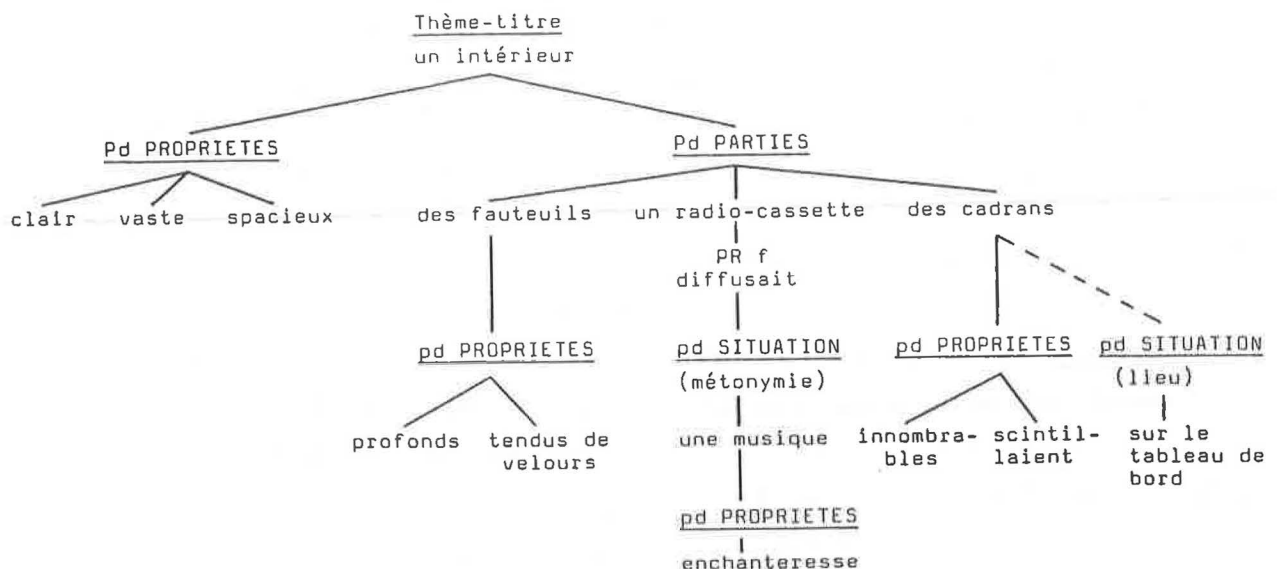 Thème-titre
un intérieur
Pd PROPRIETES
Pd PARTIES
clair
vaste
spacieux
des fauteuils
un radio-cassette
des cadrans
PR f
diffusait
pd PROPRIETES
pd SITUATION
pd PROPRIETES
pd SITUATION
(métonymie)
(lieu)
profonds
tendus de
velours
une musique
innombra-
bles
scintil-
laient
sur le
tableau de
bord
pd PROPRIETES
enchanteresse